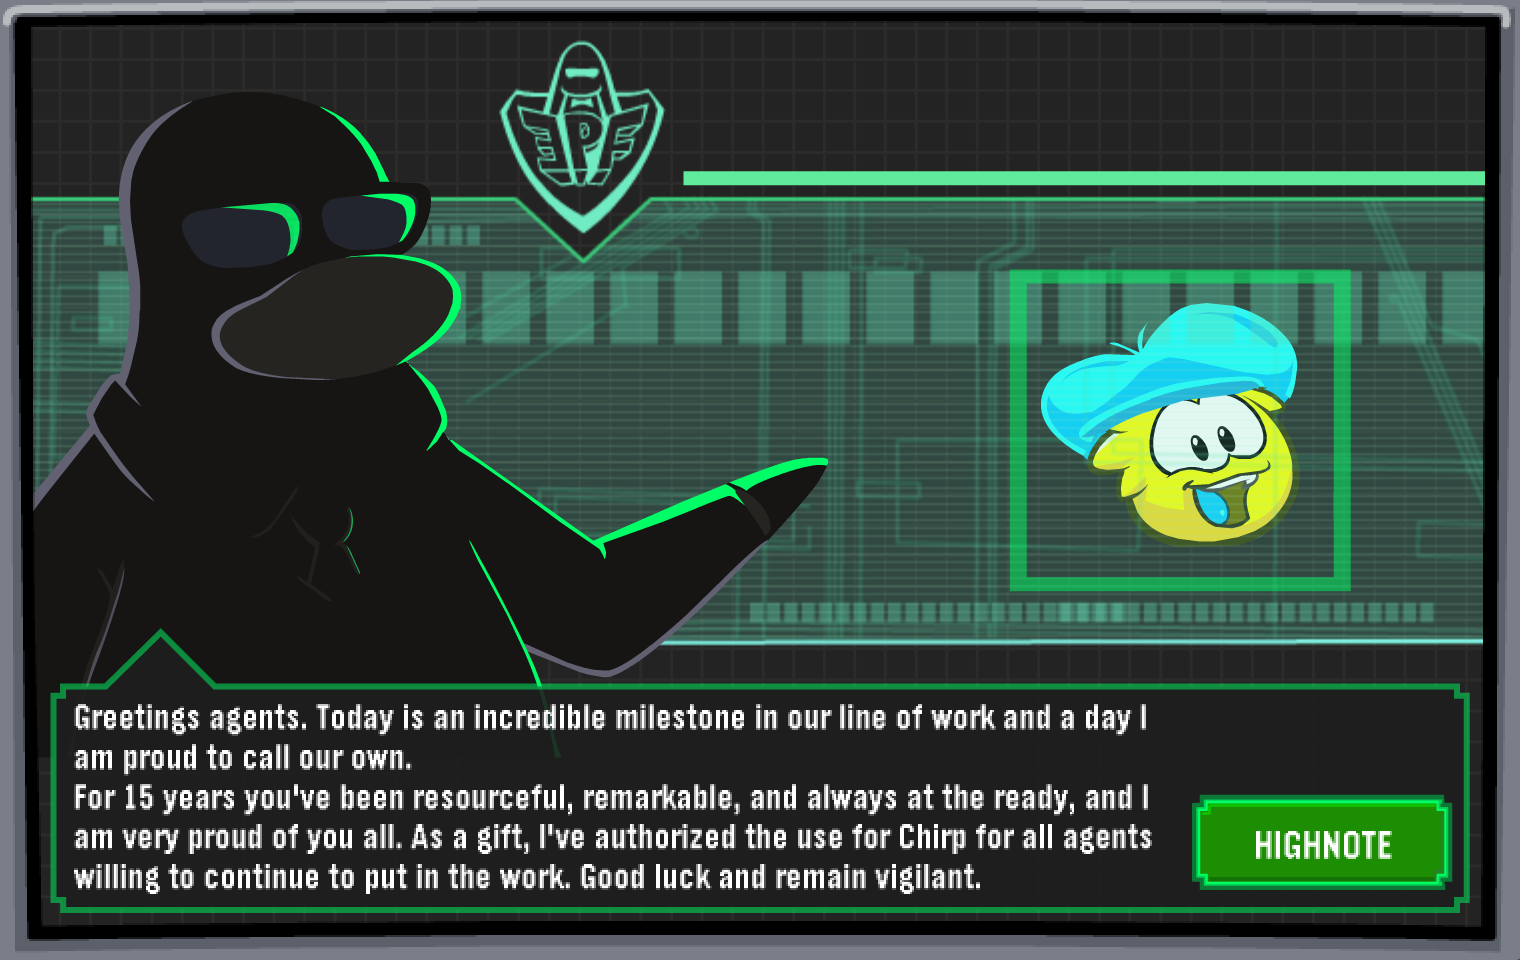 EPF
Greetings agents. Today is an incredible milestone in our line of work and a day I
am proud to call our own.
For 15 years you've been resourceful, remarkable, and always at the ready, and I
am very proud of you all. As a gift, I've authorized the use for Chirp for all agents
willing to continue to put in the work. Good luck and remain vigilant.
HIGHNOTE